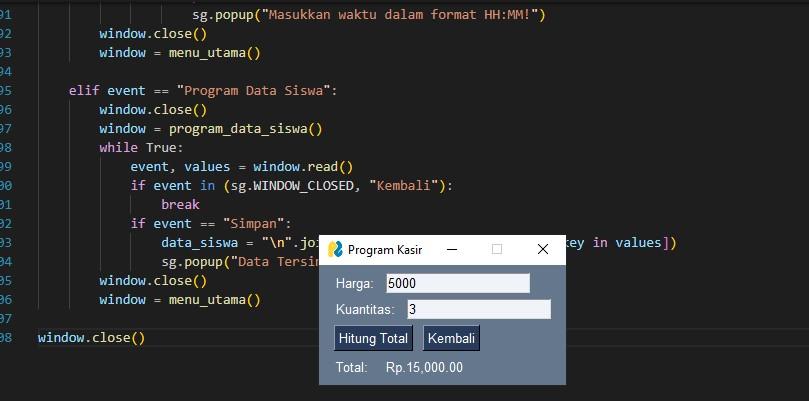 91 sg.popup("Masukkan waktu dalam format HH:MM!")
92 window.close()
93 window = menu_utama()
94
95 elif event == "Program Data Siswa":
96 window.close()
97 window = program_data_siswa()
98 while True:
99 event, values = window.read()
00 if event in (sg.WINDOW_CLOSED, "Kembali"):
01 break
02 if event == "Simpan":
03 data_siswa = "\n".joi key in values])
04 sg.popup("Data Tersi
05 window.close()
06 window = menu_utama()
07
08 window.close()
Program Kasir
Harga: 5000
Kuantitas: 3
Hitung Total Kembali
Total: Rp.15,000.00